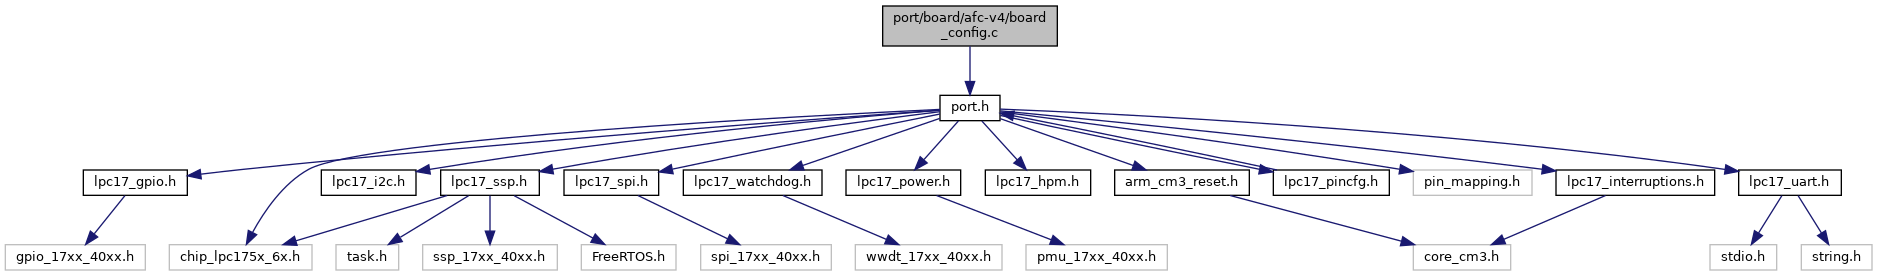 port/board/afc-v4/board
_config.c
port.h
lpc17_gpio.h
lpc17_i2c.h
lpc17_ssp.h
lpc17_spi.h
lpc17_watchdog.h
lpc17_power.h
lpc17_hpm.h
arm_cm3_reset.h
lpc17_pincfg.h
pin_mapping.h
lpc17_interruptions.h
lpc17_uart.h
gpio_17xx_40xx.h
chip_lpc175x_6x.h
task.h
ssp_17xx_40xx.h
FreeRTOS.h
spi_17xx_40xx.h
wwdt_17xx_40xx.h
pmu_17xx_40xx.h
core_cm3.h
stdio.h
string.h